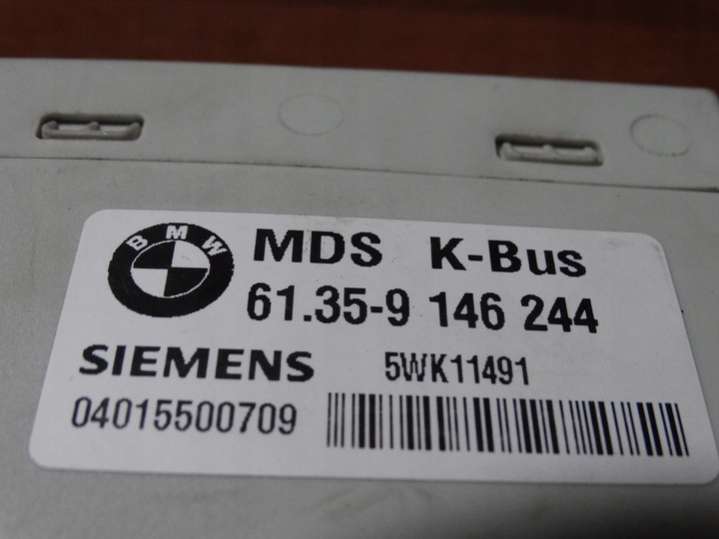 BMW
MDS K-Bus
61.35-9 146 244
SIEMENS 5WK11491
04015500709